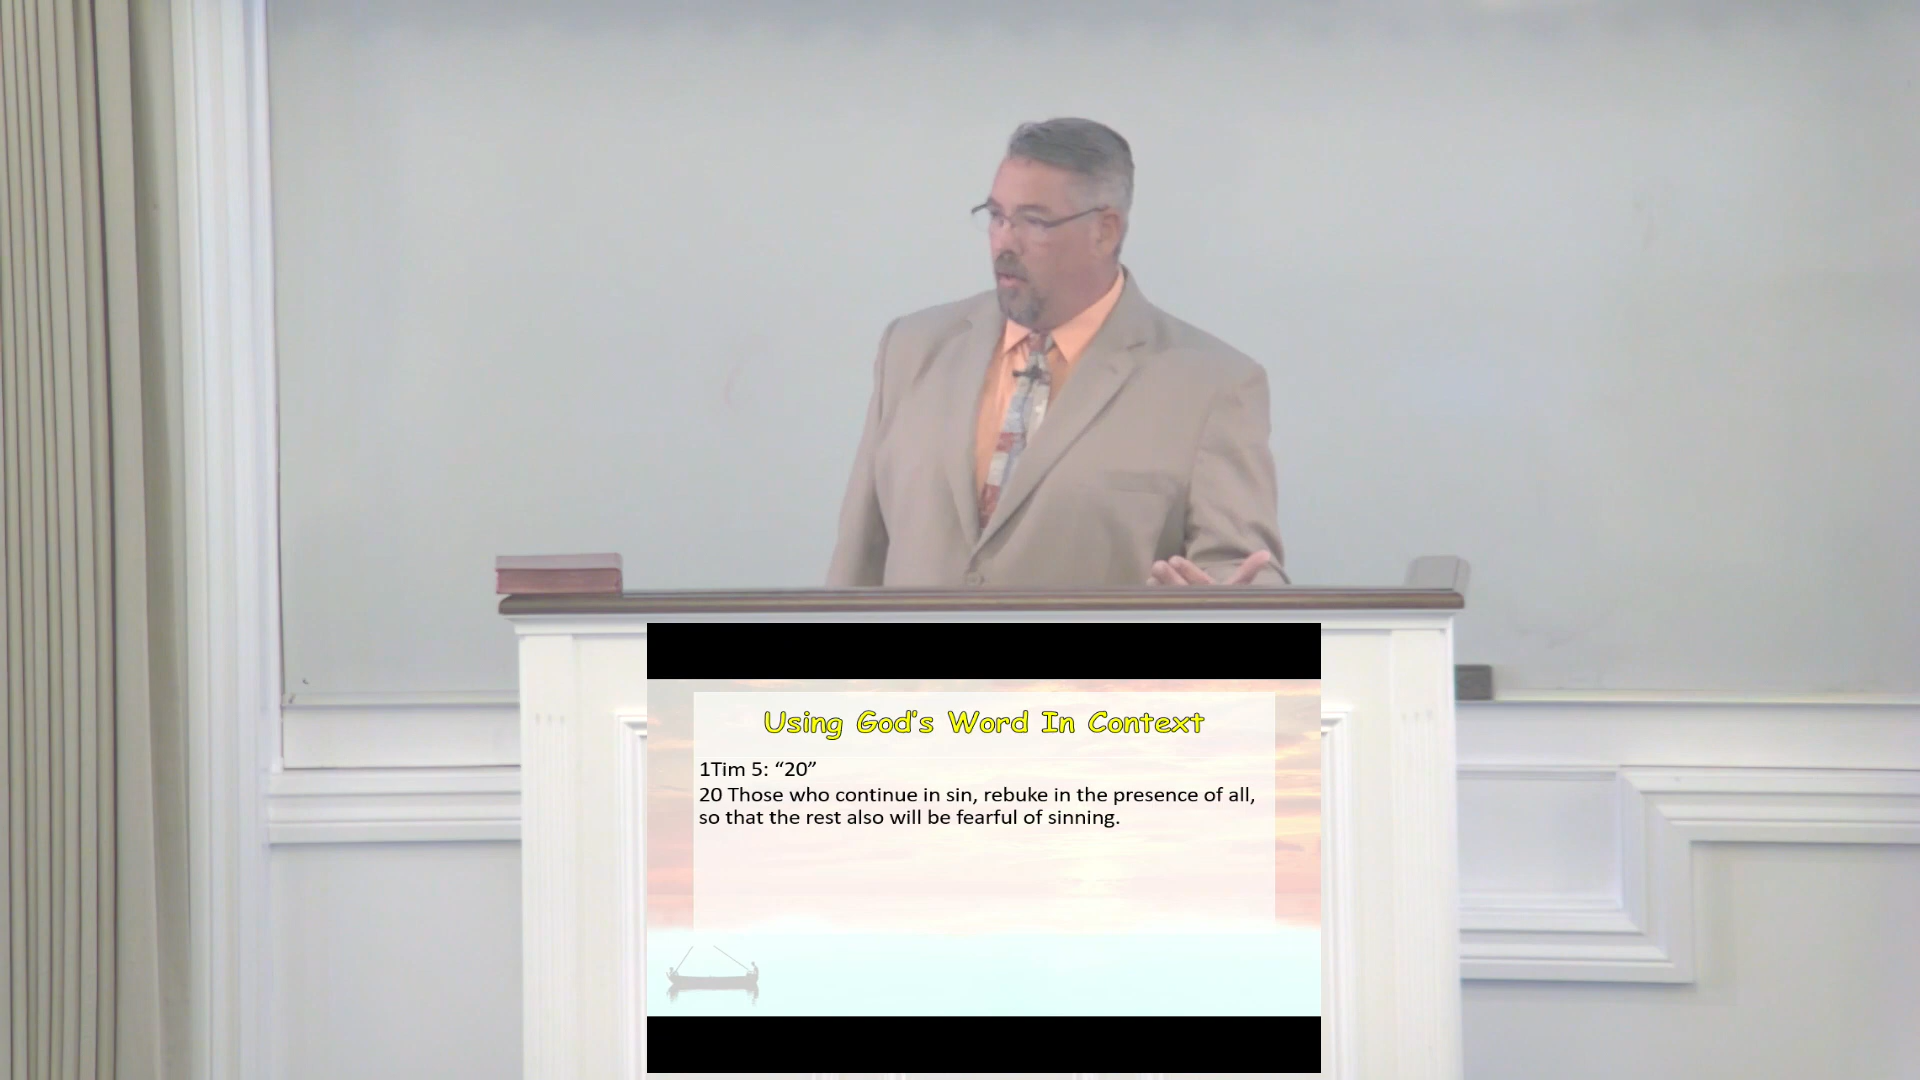 Using God's Word In Context
1Tim 5: “20”
20 Those who continue in sin, rebuke in the presence of all,
so that the rest also will be fearful of sinning.